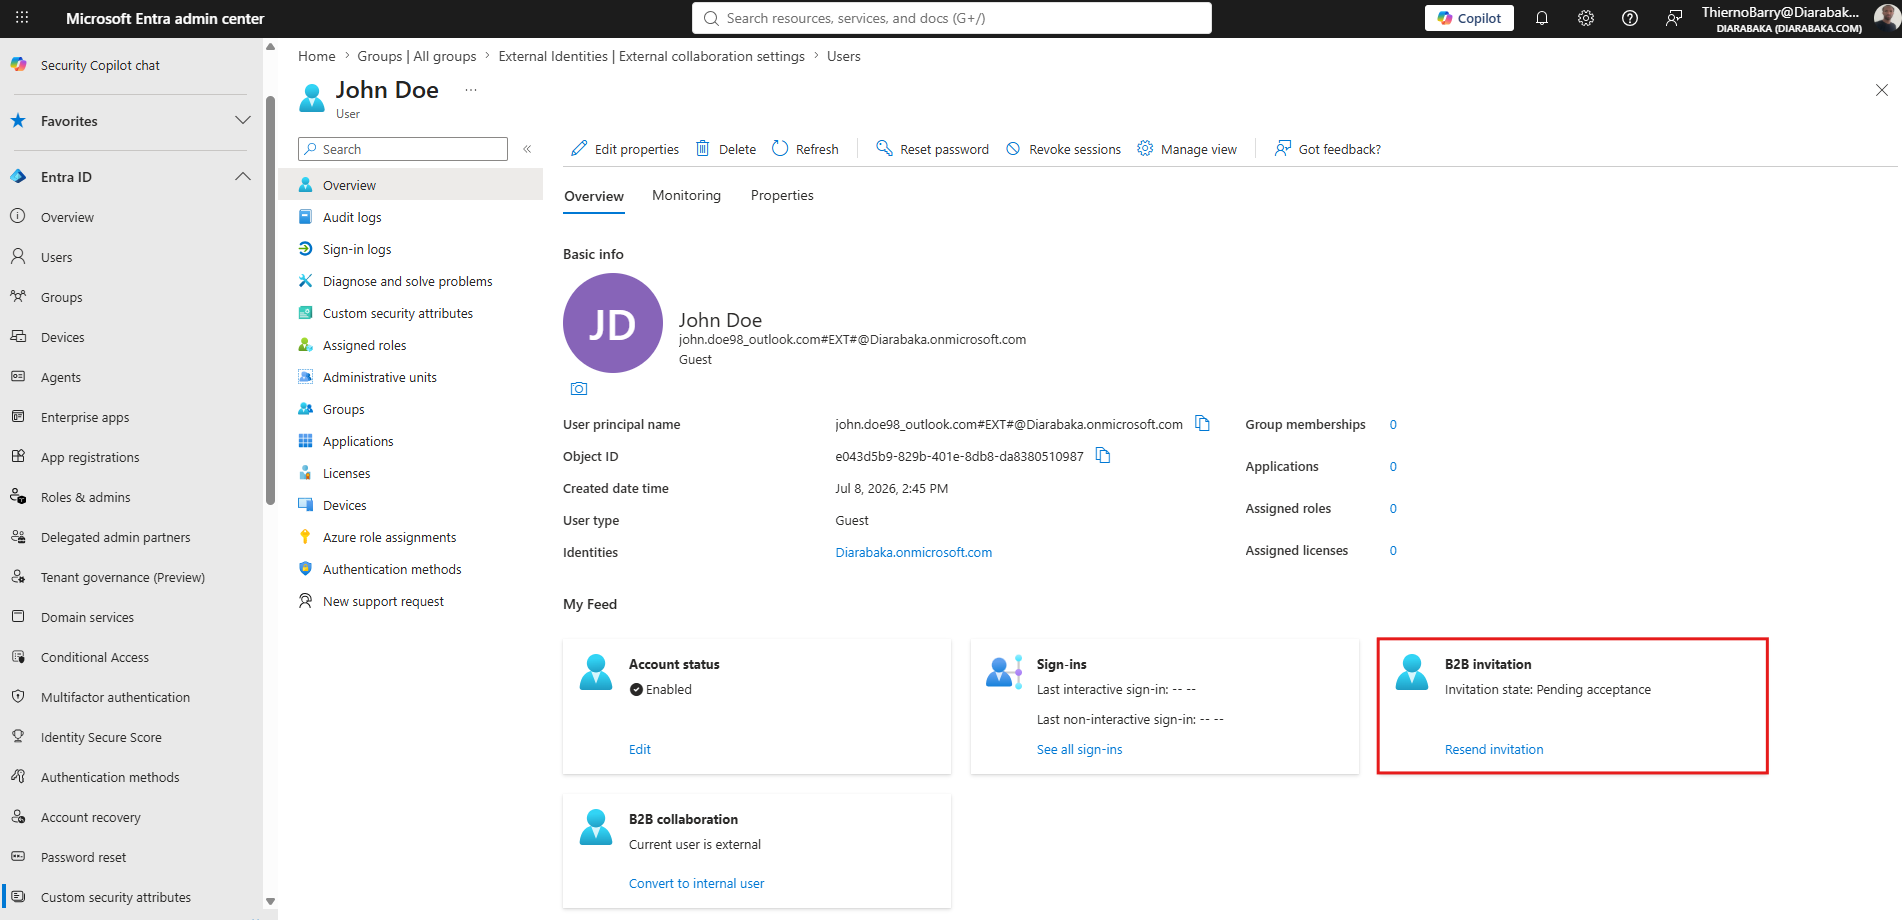 Microsoft Entra admin center
Search resources, services, and docs (G+/)
Copilot
ThiernoBarry@Diarabak...
DIARABAKA (DIARABAKA.COM)
Security Copilot chat
Favorites
Entra ID
Overview
Users
Groups
Devices
Agents
Enterprise apps
App registrations
Roles & admins
Delegated admin partners
Tenant governance (Preview)
Domain services
Conditional Access
Multifactor authentication
Identity Secure Score
Authentication methods
Account recovery
Password reset
Custom security attributes
Home > Groups | All groups > External Identities | External collaboration settings > Users
John Doe ...
User
Search
Overview
Audit logs
Sign-in logs
Diagnose and solve problems
Custom security attributes
Assigned roles
Administrative units
Groups
Applications
Licenses
Devices
Azure role assignments
Authentication methods
New support request
Edit properties Delete Refresh Reset password Revoke sessions Manage view Got feedback?
Overview Monitoring Properties
Basic info
JD
John Doe
john.doe98_outlook.com#EXT#@Diarabaka.onmicrosoft.com
Guest
User principal name john.doe98_outlook.com#EXT#@Diarabaka.onmicrosoft.com
Object ID e043d5b9-829b-401e-8db8-da8380510987
Created date time Jul 8, 2026, 2:45 PM
User type Guest
Identities Diarabaka.onmicrosoft.com
Group memberships 0
Applications 0
Assigned roles 0
Assigned licenses 0
My Feed
Account status
Enabled
Edit
Sign-ins
Last interactive sign-in: -- --
Last non-interactive sign-in: -- --
See all sign-ins
B2B invitation
Invitation state: Pending acceptance
Resend invitation
B2B collaboration
Current user is external
Convert to internal user